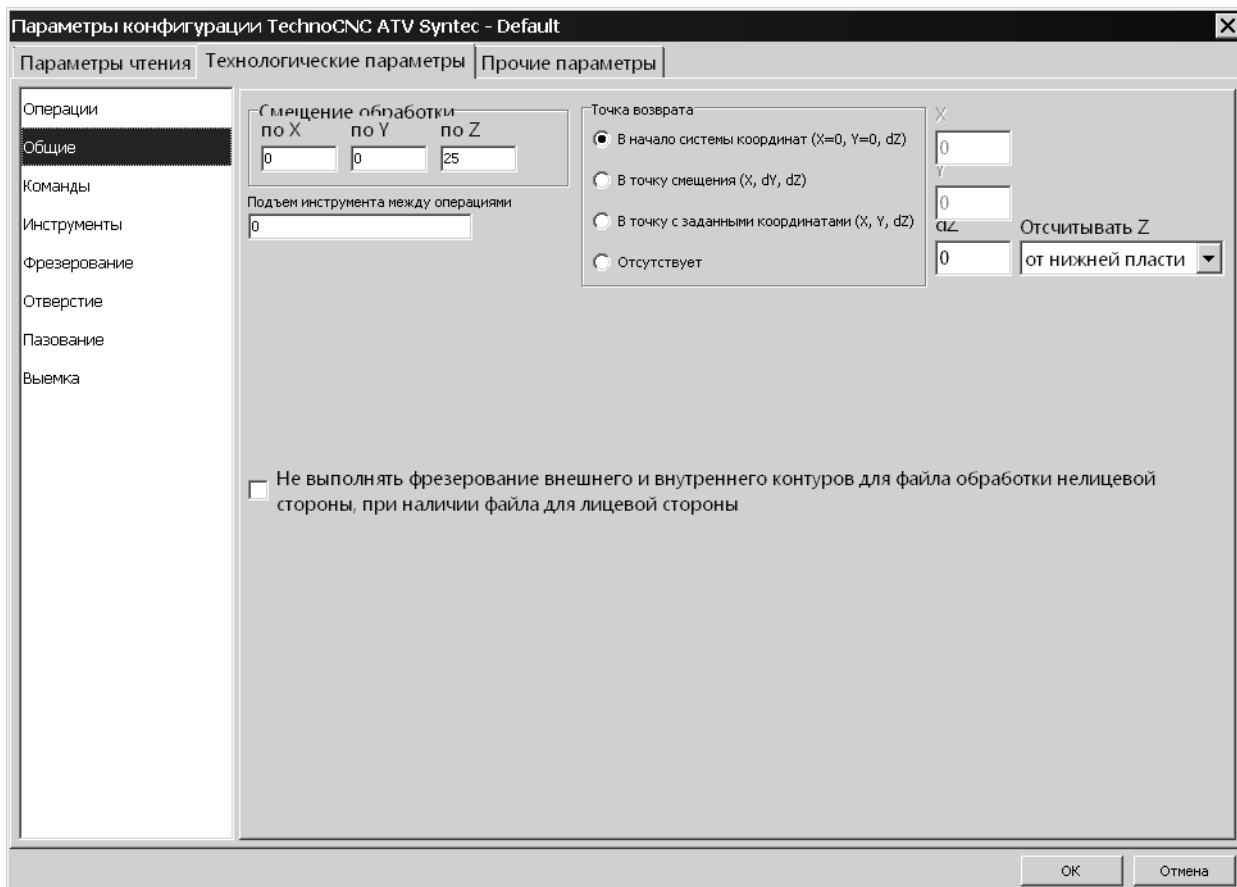 Параметры конфигурации TechnoCNC ATV Syntec - Default
Параметры чтения Технологические параметры Прочие параметры
Операции
Общие
Команды
Инструменты
Фрезерование
Отверстие
Пазование
Выемка
Смещение обработки
по X по Y по Z
0 0 25
Подъем инструмента между операциями
0
Точка возврата
В начало системы координат (X=0, Y=0, dZ)
В точку смещения (X, dY, dZ)
В точку с заданными координатами (X, Y, dZ)
Отсутствует
X
0
Y
0
dZ Отсчитывать Z
0 от нижней пласти
Не выполнять фрезерование внешнего и внутреннего контуров для файла обработки нелицевой
стороны, при наличии файла для лицевой стороны
ОК Отмена